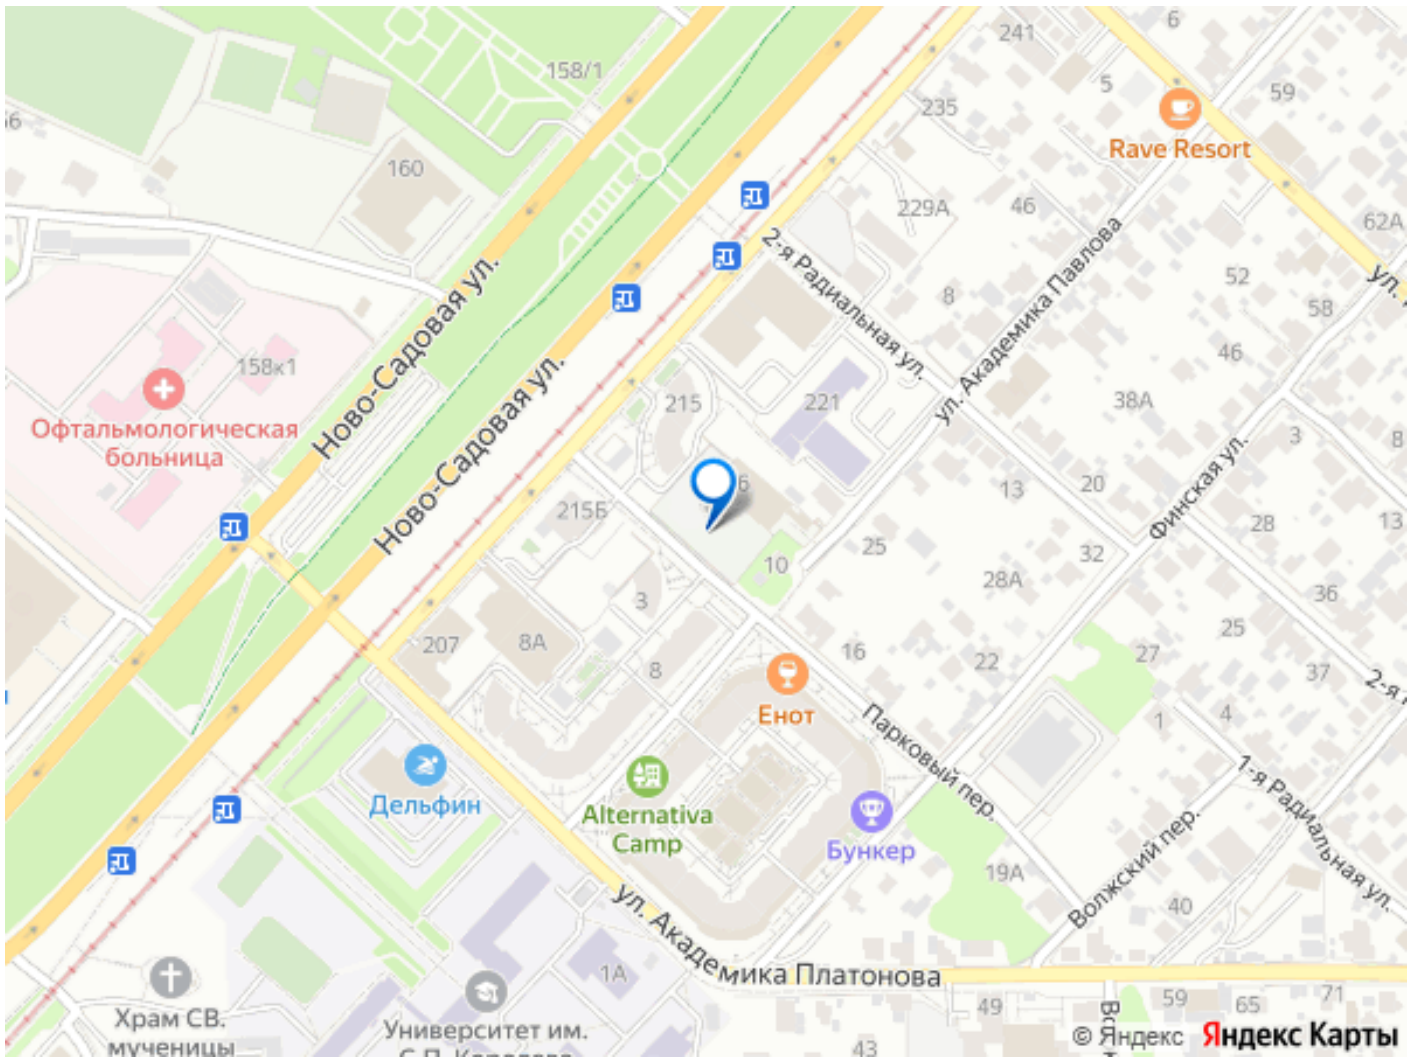 6
241
158/1
5
59
235
Rave Resort
66
160
229А
46
62А
2-я Радиальная ул.
ул. Академика Павлова
52
ул.
8
58
Ново-Садовая ул.
46
158к1
Офтальмологическая
больница
215
221
38А
Ново-Садовая ул.
3
8
6
Финская ул.
13
20
215Б
28
13
25
32
10
28А
36
3
207
8А
25
16
22
27
37
8
2-я
Енот
Парковый пер.
1
4
1-я Радиальная ул.
Дельфин
Alternativa
Camp
Бункер
Волжский пер.
19А
40
ул. Академика Платонова
1А
Храм СВ.
мученицы
Университет им.
С.П. Королева
49
59
65
71
43
© Яндекс Яндекс Карты